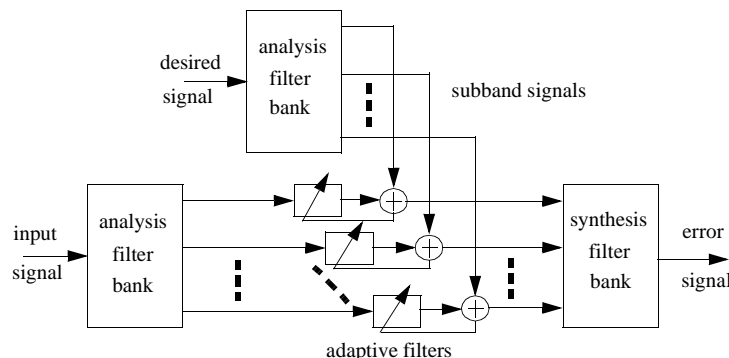 desired
signal
analysis
filter
bank
subband signals
input
signal
analysis
filter
bank
synthesis
filter
bank
error
signal
adaptive filters